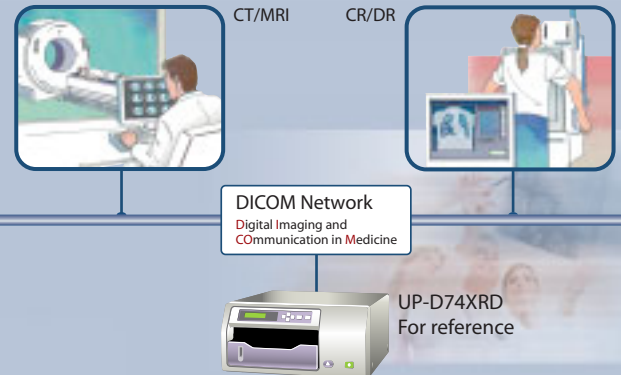 CT/MRI
CR/DR
DICOM Network
Digital Imaging and
COmmunication in Medicine
UP-D74XRD
For reference